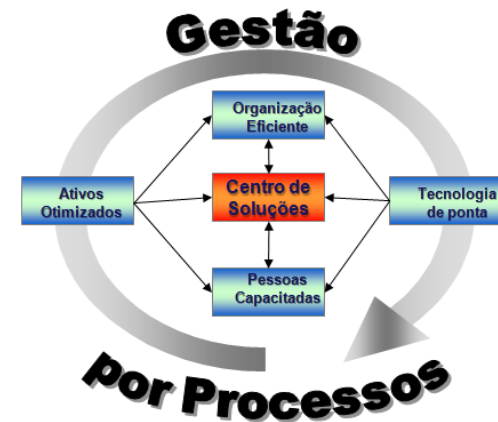 Gestão
Organização
Eficiente
Ativos
Otimizados
Centro de
Soluções
Tecnologia
de ponta
Pessoas
Capacitadas
por Processos